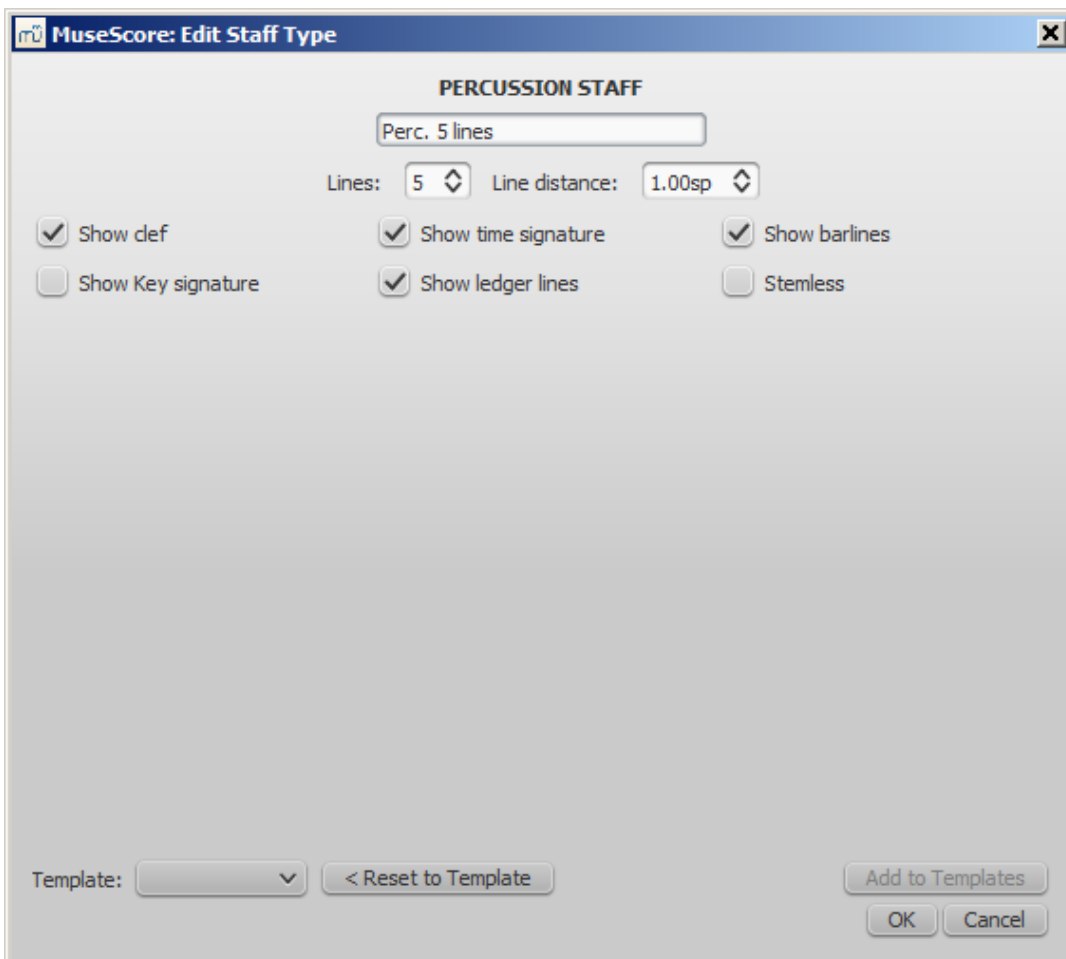 mü MuseScore: Edit Staff Type
PERCUSSION STAFF
Perc. 5 lines
Lines: 5 Line distance: 1.00sp
Show clef Show time signature Show barlines
Show Key signature Show ledger lines Stemless
Template: < Reset to Template Add to Templates
OK Cancel